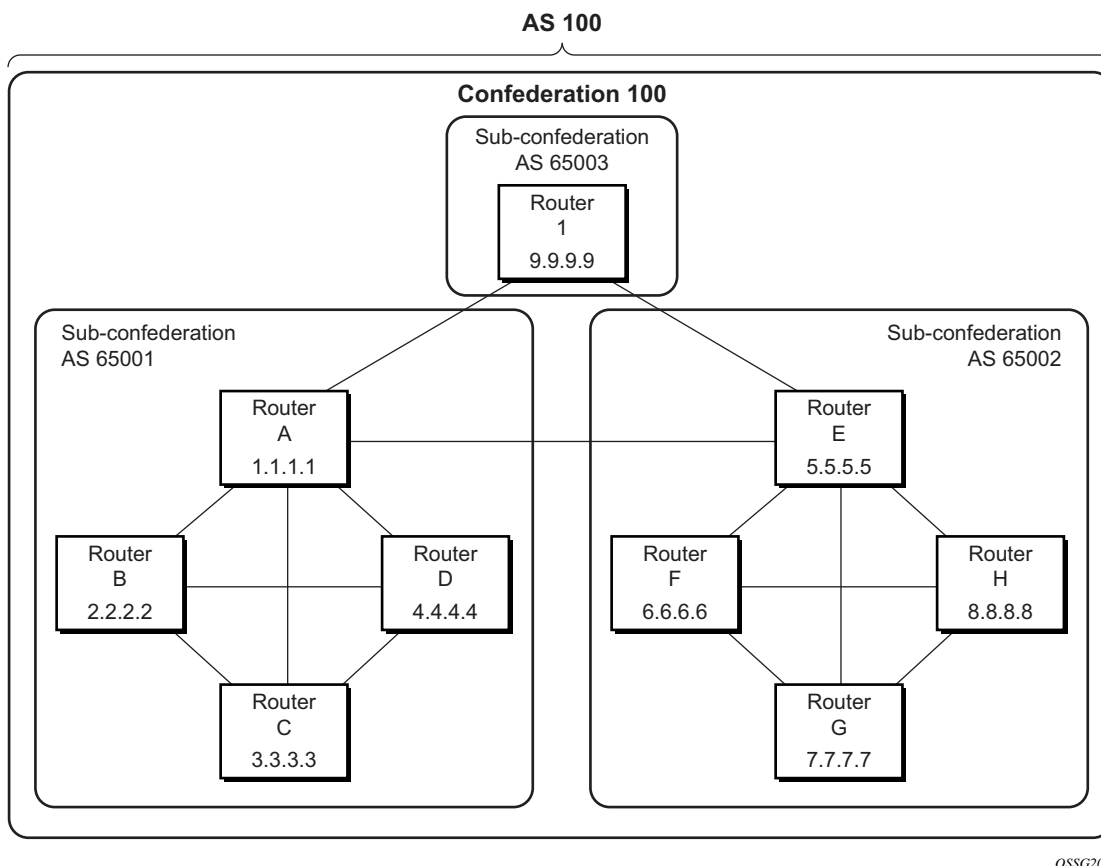 AS 100
Confederation 100
Sub-confederation
AS 65003
Router
1
9.9.9.9
Sub-confederation
AS 65001
Sub-confederation
AS 65002
Router
A
1.1.1.1
Router
E
5.5.5.5
Router
B
2.2.2.2
Router
D
4.4.4.4
Router
F
6.6.6.6
Router
H
8.8.8.8
Router
C
3.3.3.3
Router
G
7.7.7.7